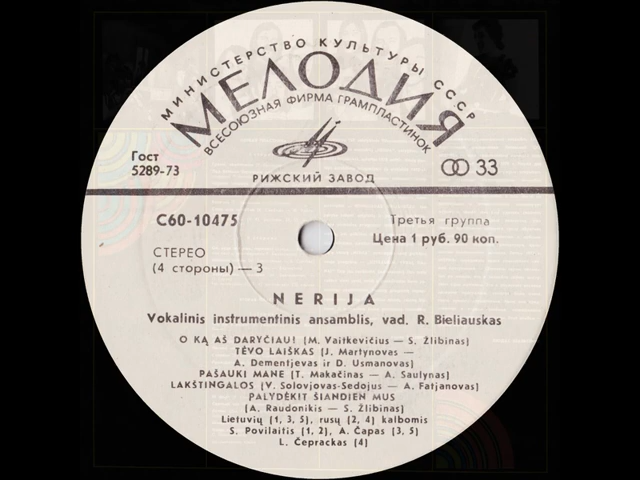 МИНИСТЕРСТВО КУЛЬТУРЫ СССР
МЕЛОДИЯ
ВСЕСОЮЗНАЯ ФИРМА ГРАМПЛАСТИНОК
Гост
5289-73
РИЖСКИЙ ЗАВОД
33
С60-10475
Третья группа
Цена 1 руб. 90 коп.
СТЕРЕО
(4 стороны) — 3
NERIJA
Vokalinis instrumentinis ansamblis, vad. R. Bieliauskas
O KĄ AŠ DARYČIAU! (M. Vaitkevičius — S. Žlibinas)
TĖVO LAIŠKAS (J. Martynovas —
A. Dementjevas ir D. Usmanovas)
PAŠAUKI MANE (T. Makačinas — A. Saulynas)
LAKŠTINGALOS (V. Solovjovas-Sedojus — A. Fatjanovas)
PALYDĖKIT ŠIANDIEN MUS
(A. Raudonikis — S. Žlibinas)
Lietuvių (1, 3, 5), rusų (2, 4) kalbomis
S. Povilaitis (1, 2), A. Čapas (3, 5)
L. Čeprackas (4)